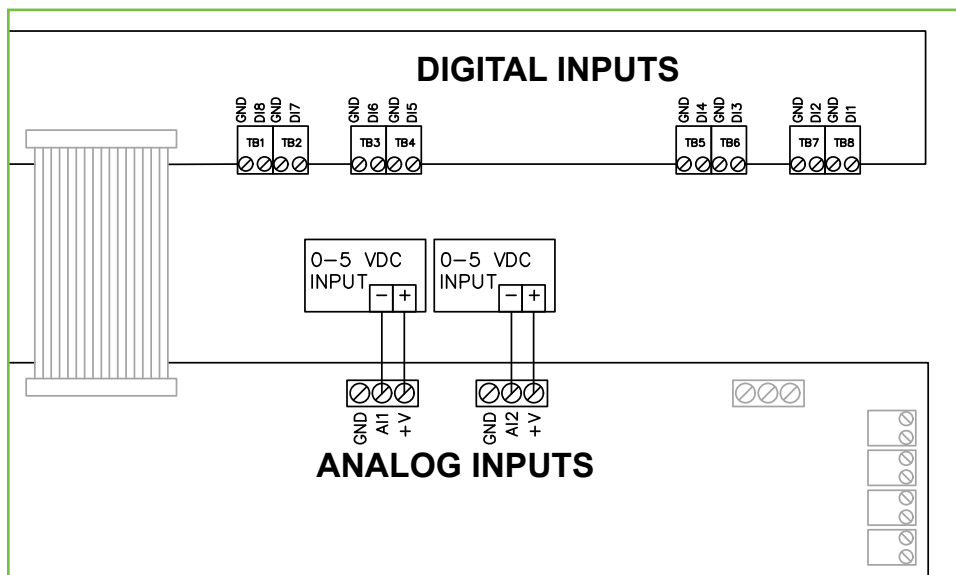 DIGITAL INPUTS
GND DI8 GND DI7 GND DI6 GND DI5 GND DI4 GND DI3 GND DI2 GND DI1
TB1 TB2 TB3 TB4 TB5 TB6 TB7 TB8
0-5 VDC 0-5 VDC
INPUT INPUT
- + - +
GND AI1 +V GND AI2 +V
ANALOG INPUTS